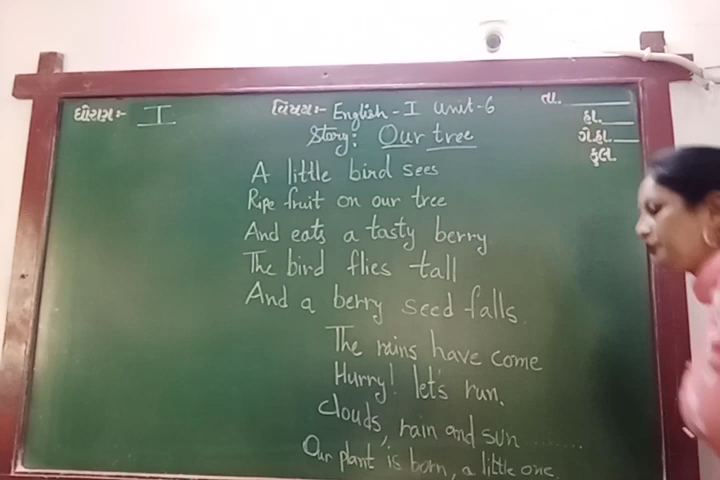 ધોરણ:- I વિષય:- English - I Unit-6 તા.
Story: Our tree હા.
ગે.હા.
કુલ.
A little bird sees
Ripe fruit on our tree
And eats a tasty berry
The bird flies tall
And a berry seed falls.
The rains have come
Hurry! let's run.
Clouds, rain and sun ........
Our plant is born, a little one.